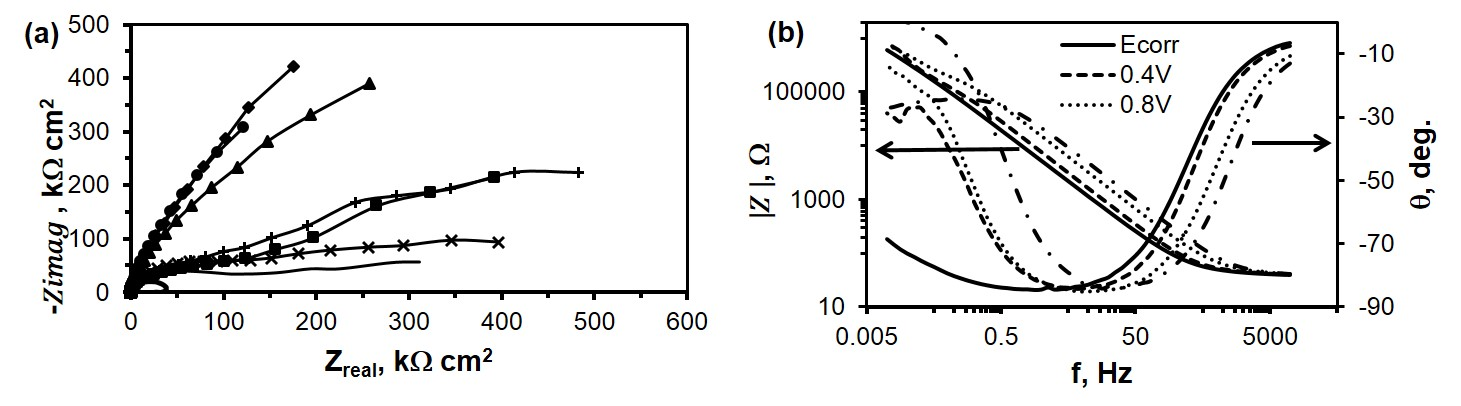 (a)
500
400
300
200
100
0
-Zimag , kΩ cm²
0 100 200 300 400 500 600
Z_real, kΩ cm²
(b)
Ecorr
0.4V
0.8V
100000
1000
10
|Z |, Ω
-10
-30
-50
-70
-90
θ, deg.
0.005 0.5 50 5000
f, Hz